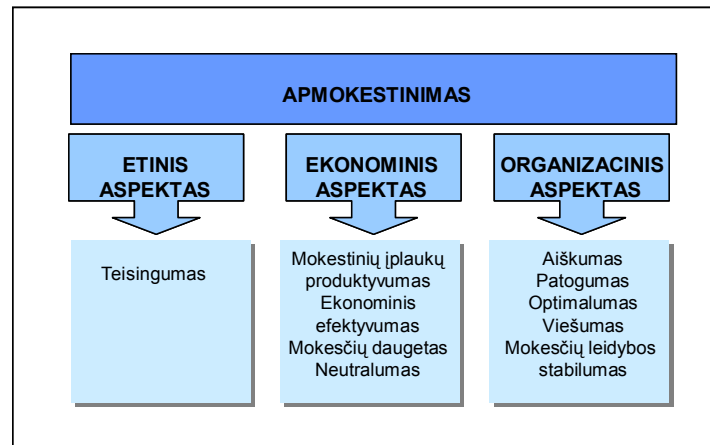 APMOKESTINIMAS
ETINIS
ASPEKTAS
EKONOMINIS
ASPEKTAS
ORGANIZACINIS
ASPEKTAS
Teisingumas
Mokestinių įplaukų
produktyvumas
Ekonominis
efektyvumas
Mokesčių daugetas
Neutralumas
Aiškumas
Patogumas
Optimalumas
Viešumas
Mokesčių leidybos
stabilumas